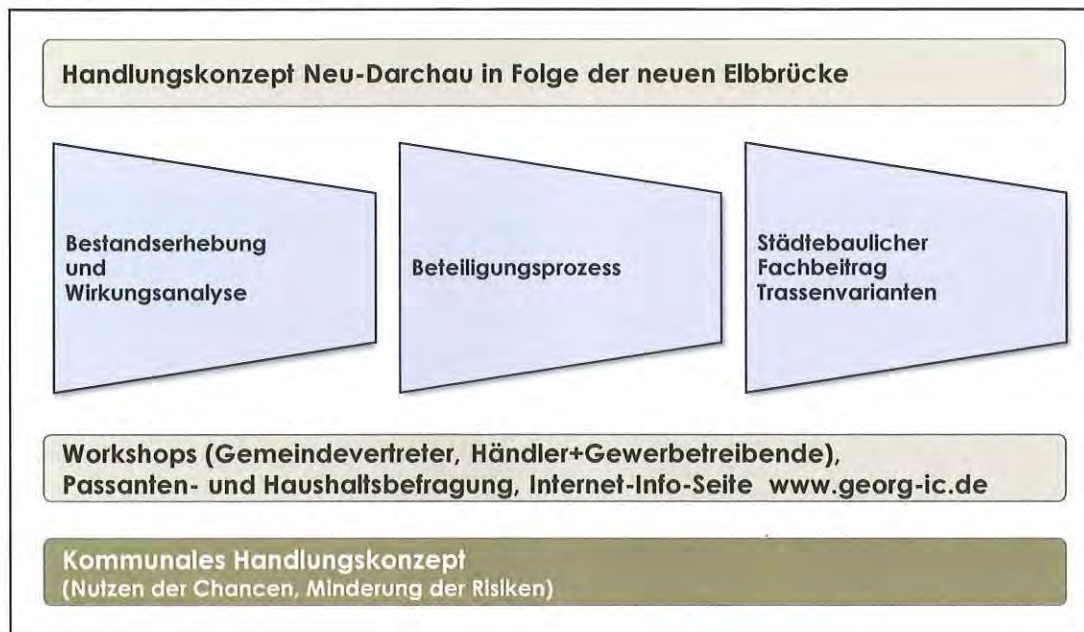 Handlungskonzept Neu-Darchau in Folge der neuen Elbbrücke
Bestandserhebung
und
Wirkungsanalyse
Beteiligungsprozess
Städtebaulicher
Fachbeitrag
Trassenvarianten
Workshops (Gemeindevertreter, Händler+Gewerbetreibende),
Passanten- und Haushaltsbefragung, Internet-Info-Seite www.georg-ic.de
Kommunales Handlungskonzept
(Nutzen der Chancen, Minderung der Risiken)